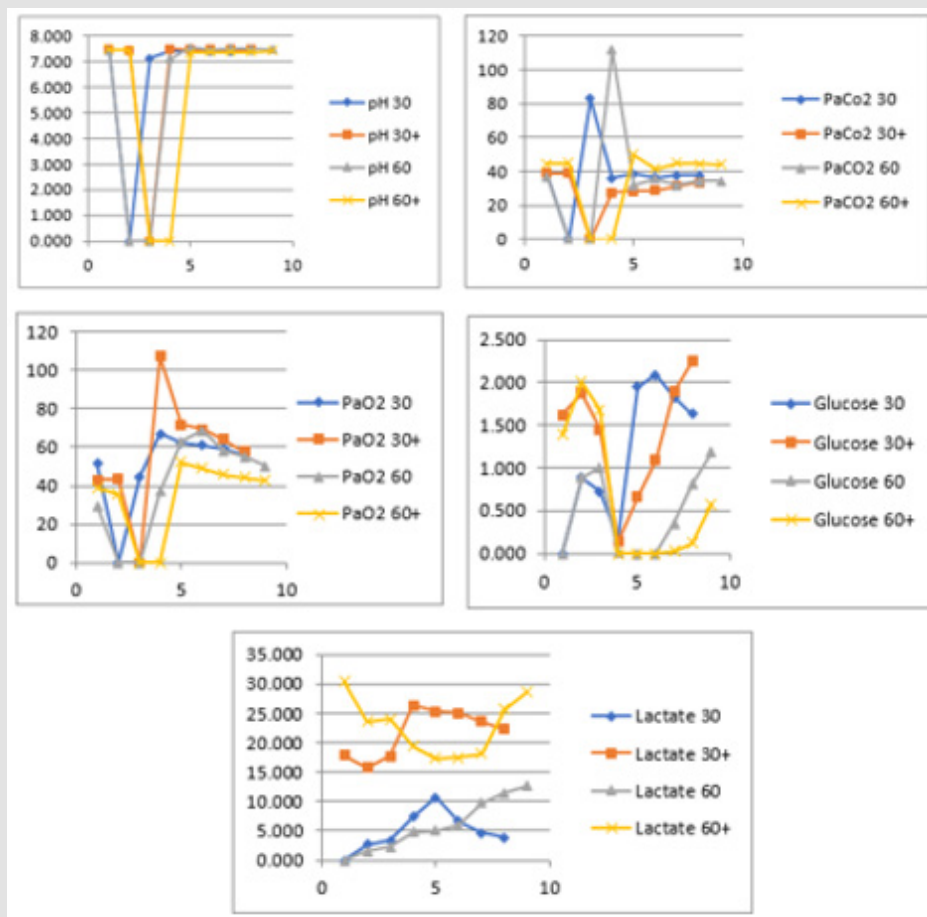 8.000
7.000
6.000
5.000
4.000
3.000
2.000
1.000
0.000
0 5 10
pH 30
pH 30+
pH 60
pH 60+
120
100
80
60
40
20
0
0 5 10
PaCo2 30
PaCo2 30+
PaCO2 60
PaCO2 60+
120
100
80
60
40
20
0
0 5 10
PaO2 30
PaO2 30+
PaO2 60
PaO2 60+
2.500
2.000
1.500
1.000
0.500
0.000
0 5 10
Glucose 30
Glucose 30+
Glucose 60
Glucose 60+
35.000
30.000
25.000
20.000
15.000
10.000
5.000
0.000
0 5 10
Lactate 30
Lactate 30+
Lactate 60
Lactate 60+